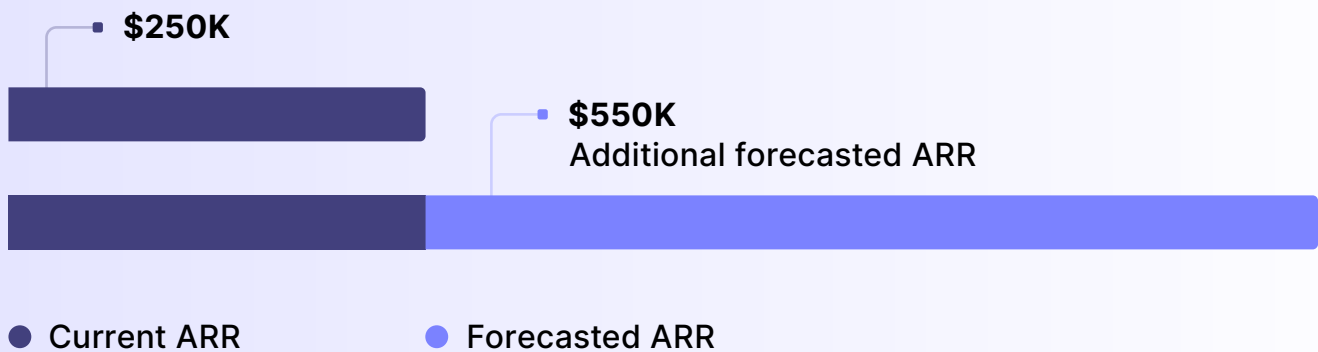 $250K
$550K
Additional forecasted ARR
Current ARR
Forecasted ARR